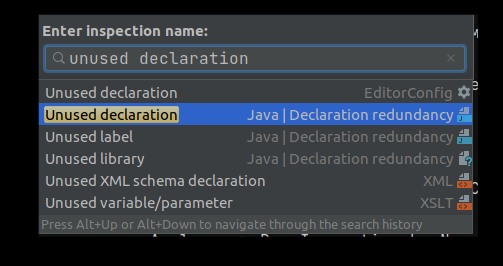 Enter inspection name:
unused declaration
Unused declaration EditorConfig
Unused declaration Java | Declaration redundancy
Unused label Java | Declaration redundancy
Unused library Java | Declaration redundancy
Unused XML schema declaration XML
Unused variable/parameter XSLT
Press Alt+Up or Alt+Down to navigate through the search history